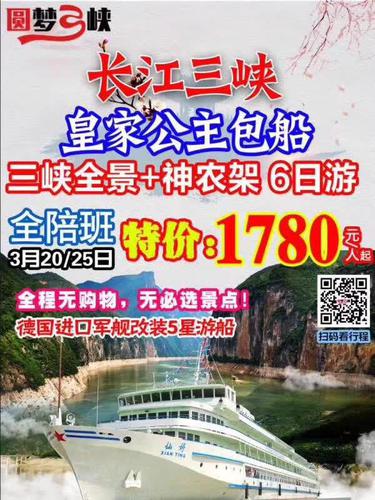 圆梦三峡
长江三峡
皇家公主包船
三峡全景+神农架 6日游
全陪班
3月20/25日
特价:1780元/人起
全程无购物，无必选景点!
德国进口军舰改装5星游船
扫码看行程
仙婷
XIAN TING